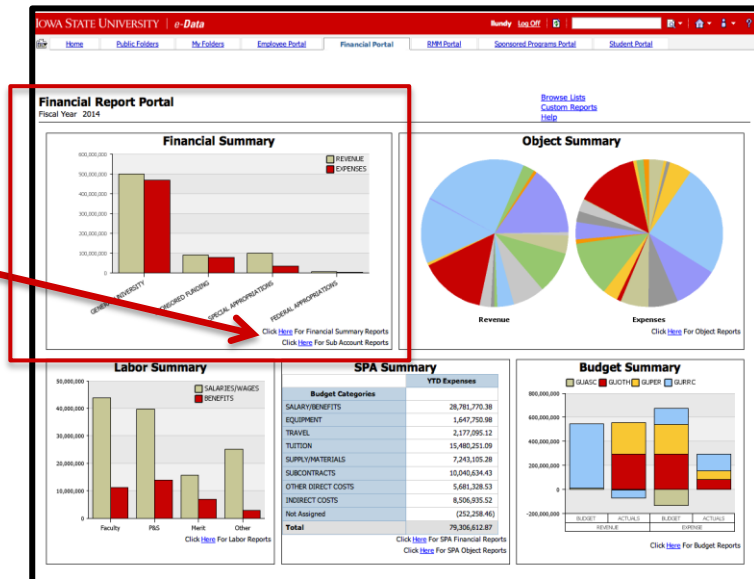 IOWA STATE UNIVERSITY | e-Data
Bundy Log Off
Home Public Folders My Folders Employee Portal Financial Portal RMM Portal Sponsored Programs Portal Student Portal
Financial Report Portal
Fiscal Year 2014
Browse Lists
Custom Reports
Help
Financial Summary
REVENUE
EXPENSES
600,000,000
500,000,000
400,000,000
300,000,000
200,000,000
100,000,000
0
GENERAL UNIVERSITY
SPONSORED FUNDING
SPECIAL APPROPRIATIONS
FEDERAL APPROPRIATIONS
Click Here For Financial Summary Reports
Click Here For Sub Account Reports
Object Summary
Revenue Expenses
Click Here For Object Reports
Labor Summary
SALARIES/WAGES
BENEFITS
50,000,000
40,000,000
30,000,000
20,000,000
10,000,000
0
Faculty P&S Merit Other
Click Here For Labor Reports
SPA Summary
YTD Expenses
Budget Categories
SALARY/BENEFITS 28,781,770.38
EQUIPMENT 1,647,750.98
TRAVEL 2,177,095.12
TUITION 15,480,251.09
SUPPLY/MATERIALS 7,243,105.28
SUBCONTRACTS 10,040,634.43
OTHER DIRECT COSTS 5,681,328.53
INDIRECT COSTS 8,506,935.52
Not Assigned (252,258.46)
Total 79,306,612.87
Click Here For SPA Financial Reports
Click Here For SPA Object Reports
Budget Summary
GUASC GUOTH GUPER GURRC
800,000,000
600,000,000
400,000,000
200,000,000
0
-200,000,000
BUDGET ACTUALS BUDGET ACTUALS
REVENUE EXPENSE
Click Here For Budget Reports